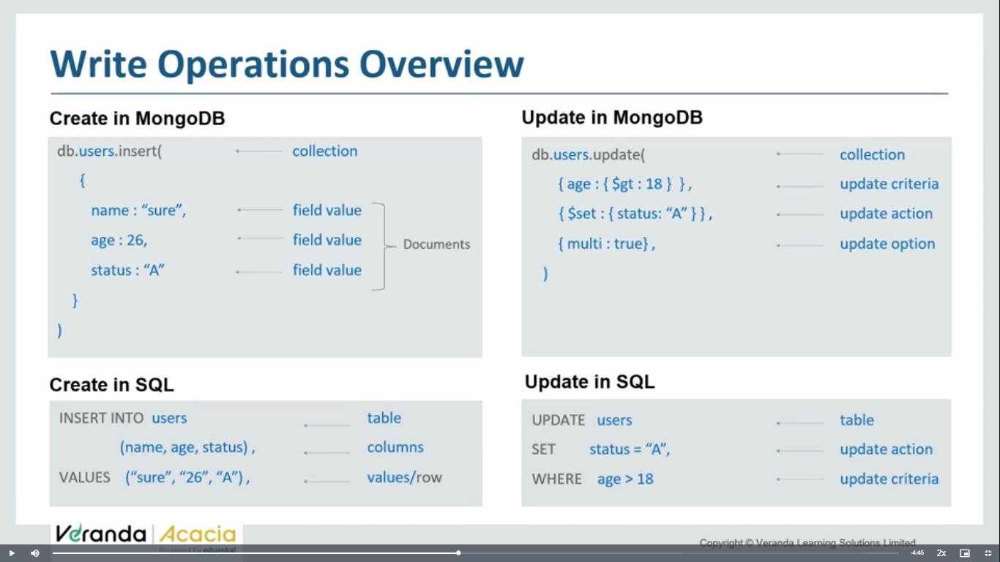 Write Operations Overview
Create in MongoDB
db.users.insert( collection
{
name : “sure”, field value
age : 26, field value
status : “A” field value
Documents
}
)
Update in MongoDB
db.users.update( collection
{ age : { $gt : 18 } } , update criteria
{ $set : { status: “A” } } , update action
{ multi : true} , update option
)
Create in SQL
INSERT INTO users table
(name, age, status) , columns
VALUES (“sure”, “26”, “A”) , values/row
Update in SQL
UPDATE users table
SET status = “A”, update action
WHERE age > 18 update criteria
Veranda | Acacia
Powered by edureka!
Copyright © Veranda Learning Solutions Limited
-4:45
2x